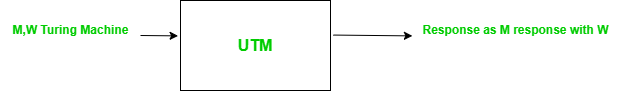 M,W Turing Machine
UTM
Response as M response with W